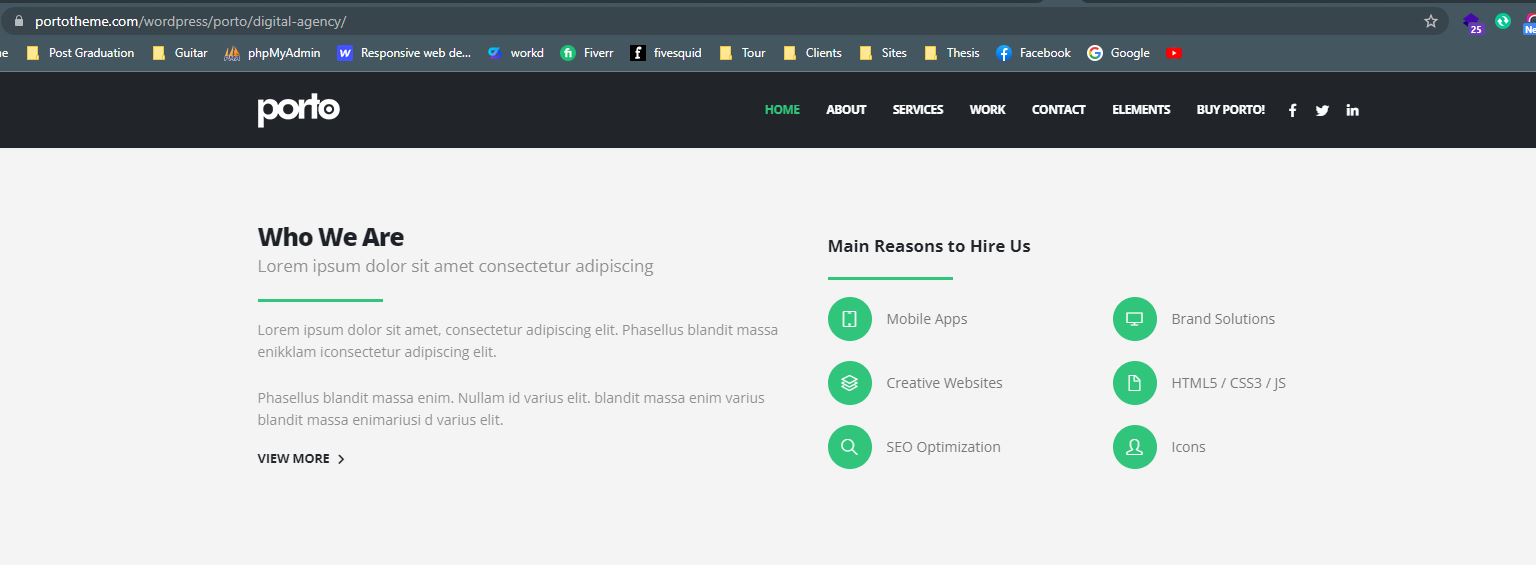 portotheme.com/wordpress/porto/digital-agency/
25
Ne
Post Graduation Guitar phpMyAdmin Responsive web de... workd Fiverr fivesquid Tour Clients Sites Thesis Facebook Google
porto
HOME ABOUT SERVICES WORK CONTACT ELEMENTS BUY PORTO!
Who We Are
Lorem ipsum dolor sit amet consectetur adipiscing
Lorem ipsum dolor sit amet, consectetur adipiscing elit. Phasellus blandit massa
enikklam iconsectetur adipiscing elit.
Phasellus blandit massa enim. Nullam id varius elit. blandit massa enim varius
blandit massa enimariusi d varius elit.
VIEW MORE
Main Reasons to Hire Us
Mobile Apps
Brand Solutions
Creative Websites
HTML5 / CSS3 / JS
SEO Optimization
Icons